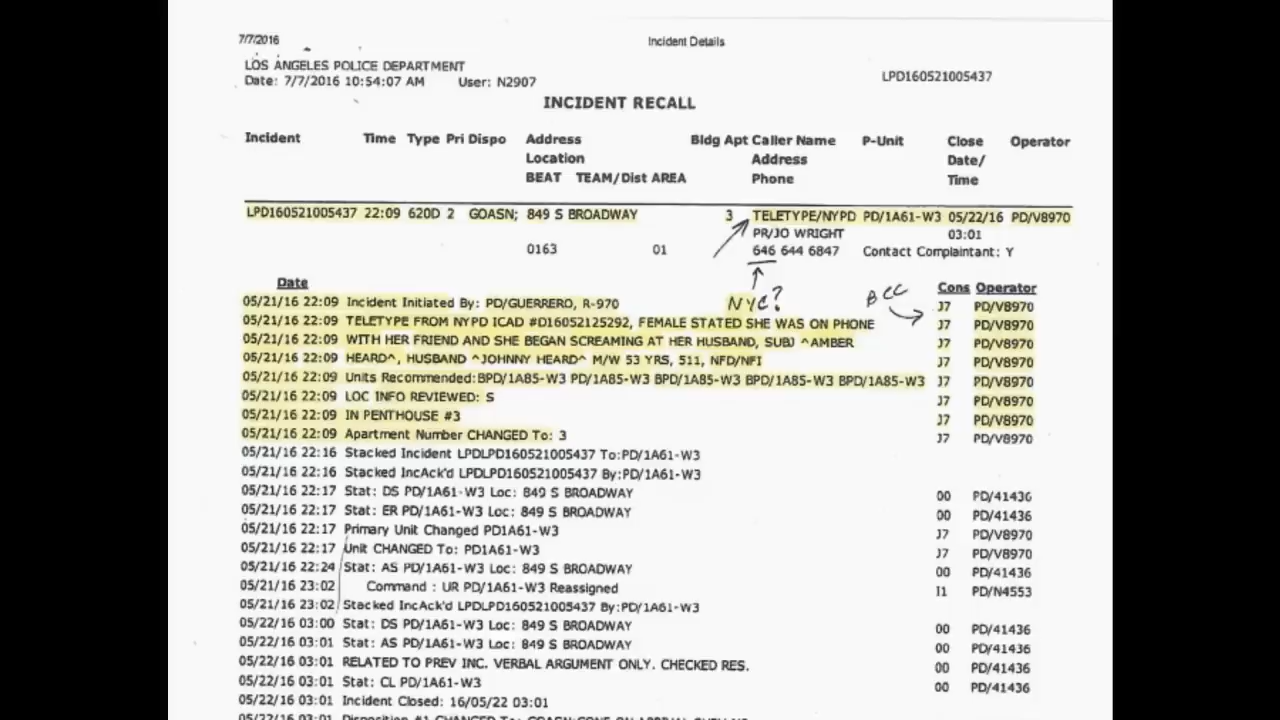 7/7/2016 Incident Details
LOS ANGELES POLICE DEPARTMENT
LPD160521005437
Date: 7/7/2016 10:54:07 AM User: N2907
INCIDENT RECALL
Incident Time Type Pri Dispo Address Bldg Apt Caller Name P-Unit Close Operator
Location Address Date/
BEAT TEAM/Dist AREA Phone Time
LPD160521005437 22:09 620D 2 GOASN; 849 S BROADWAY 3 TELETYPE/NYPD PD/1A61-W3 05/22/16 PD/V8970
PR/JO WRIGHT 03:01
0163 01 646 644 6847 Contact Complaintant: Y
Date Cons Operator
NYC?
BCC
05/21/16 22:09 Incident Initiated By: PD/GUERRERO, R-970 J7 PD/V8970
05/21/16 22:09 TELETYPE FROM NYPD ICAD #D16052125292, FEMALE STATED SHE WAS ON PHONE J7 PD/V8970
05/21/16 22:09 WITH HER FRIEND AND SHE BEGAN SCREAMING AT HER HUSBAND, SUBJ ^AMBER J7 PD/V8970
05/21/16 22:09 HEARD^, HUSBAND ^JOHNNY HEARD^ M/W 53 YRS, 511, NFD/NFI J7 PD/V8970
05/21/16 22:09 Units Recommended:BPD/1A85-W3 PD/1A85-W3 BPD/1A85-W3 BPD/1A85-W3 BPD/1A85-W3 J7 PD/V8970
05/21/16 22:09 LOC INFO REVIEWED: S J7 PD/V8970
05/21/16 22:09 IN PENTHOUSE #3 J7 PD/V8970
05/21/16 22:09 Apartment Number CHANGED To: 3 J7 PD/V8970
05/21/16 22:16 Stacked Incident LPDLPD160521005437 To:PD/1A61-W3
05/21/16 22:16 Stacked IncAck'd LPDLPD160521005437 By:PD/1A61-W3
05/21/16 22:17 Stat: DS PD/1A61-W3 Loc: 849 S BROADWAY 00 PD/41436
05/21/16 22:17 Stat: ER PD/1A61-W3 Loc: 849 S BROADWAY 00 PD/41436
05/21/16 22:17 Primary Unit Changed PD1A61-W3 J7 PD/V8970
05/21/16 22:17 Unit CHANGED To: PD1A61-W3 J7 PD/V8970
05/21/16 22:24 Stat: AS PD/1A61-W3 Loc: 849 S BROADWAY 00 PD/41436
05/21/16 23:02 Command : UR PD/1A61-W3 Reassigned I1 PD/N4553
05/21/16 23:02 Stacked IncAck'd LPDLPD160521005437 By:PD/1A61-W3
05/22/16 03:00 Stat: DS PD/1A61-W3 Loc: 849 S BROADWAY 00 PD/41436
05/22/16 03:01 Stat: AS PD/1A61-W3 Loc: 849 S BROADWAY 00 PD/41436
05/22/16 03:01 RELATED TO PREV INC. VERBAL ARGUMENT ONLY. CHECKED RES. 00 PD/41436
05/22/16 03:01 Stat: CL PD/1A61-W3 00 PD/41436
05/22/16 03:01 Incident Closed: 16/05/22 03:01
05/22/16 03:01 Disposition #1 CHANGED To: GOASN:GONE ON ARRIVAL